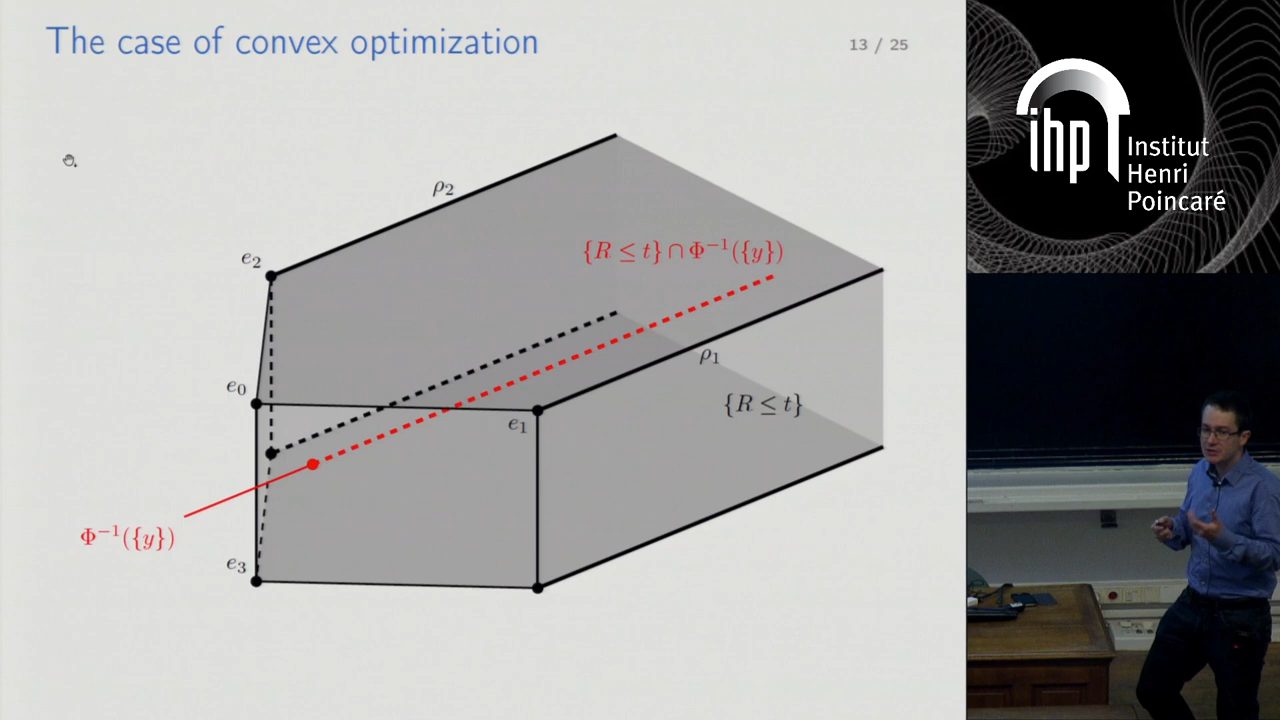 The case of convex optimization
13 / 25
ρ₂
e₂
{R ≤ t} ∩ Φ⁻¹({y})
ρ₁
e₀
{R ≤ t}
e₁
Φ⁻¹({y})
e₃
ihp
Institut
Henri
Poincaré